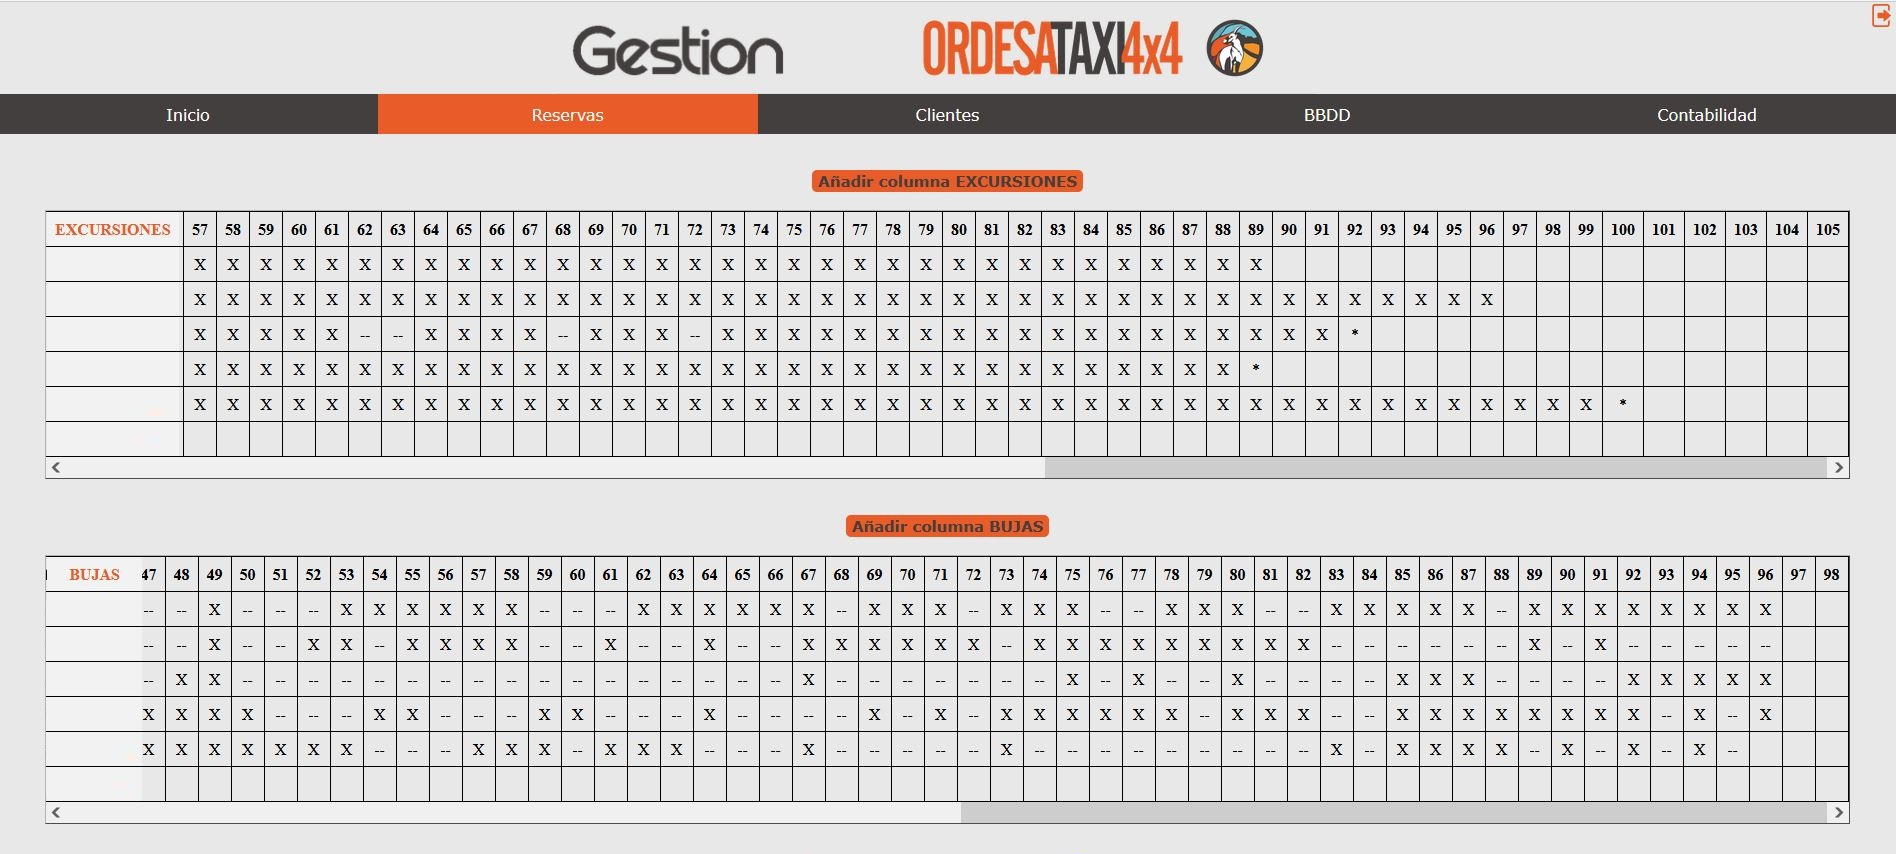 Gestion ORDESATAXI4x4
Inicio Reservas Clientes BBDD Contabilidad
Añadir columna EXCURSIONES
EXCURSIONES 57 58 59 60 61 62 63 64 65 66 67 68 69 70 71 72 73 74 75 76 77 78 79 80 81 82 83 84 85 86 87 88 89 90 91 92 93 94 95 96 97 98 99 100 101 102 103 104 105
X X X X X X X X X X X X X X X X X X X X X X X X X X X X X X X X X
X X X X X X X X X X X X X X X X X X X X X X X X X X X X X X X X X X X X X X X X
X X X X X -- -- X X X X -- X X X -- X X X X X X X X X X X X X X X X X X X *
X X X X X X X X X X X X X X X X X X X X X X X X X X X X X X X X *
X X X X X X X X X X X X X X X X X X X X X X X X X X X X X X X X X X X X X X X X X X X *
Añadir columna BUJAS
BUJAS 47 48 49 50 51 52 53 54 55 56 57 58 59 60 61 62 63 64 65 66 67 68 69 70 71 72 73 74 75 76 77 78 79 80 81 82 83 84 85 86 87 88 89 90 91 92 93 94 95 96 97 98
-- -- X -- -- -- X X X X X X -- -- -- X X X X X X -- X X X -- X X X -- -- X X X -- -- X X X X X -- X X X X X X X X
-- -- X -- -- X X -- X X X X -- -- X -- -- X -- -- X X X X X X -- X X X X X X X X X -- -- -- -- -- -- X -- X -- -- -- -- --
-- X X -- -- -- -- -- -- -- -- -- -- -- -- -- -- -- -- -- X -- -- -- -- -- -- -- X -- X -- -- X -- -- -- -- X X X -- -- -- -- X X X X X
X X X X -- -- -- X X -- -- -- X X -- -- -- X -- -- -- -- X -- X -- X X X X X X -- X X X -- -- X X X X X X X X -- X -- X
X X X X X X X -- -- -- X X X -- X X X -- -- -- X -- -- -- -- -- X -- -- -- -- -- -- -- -- -- X -- X X X X -- X -- X -- X --